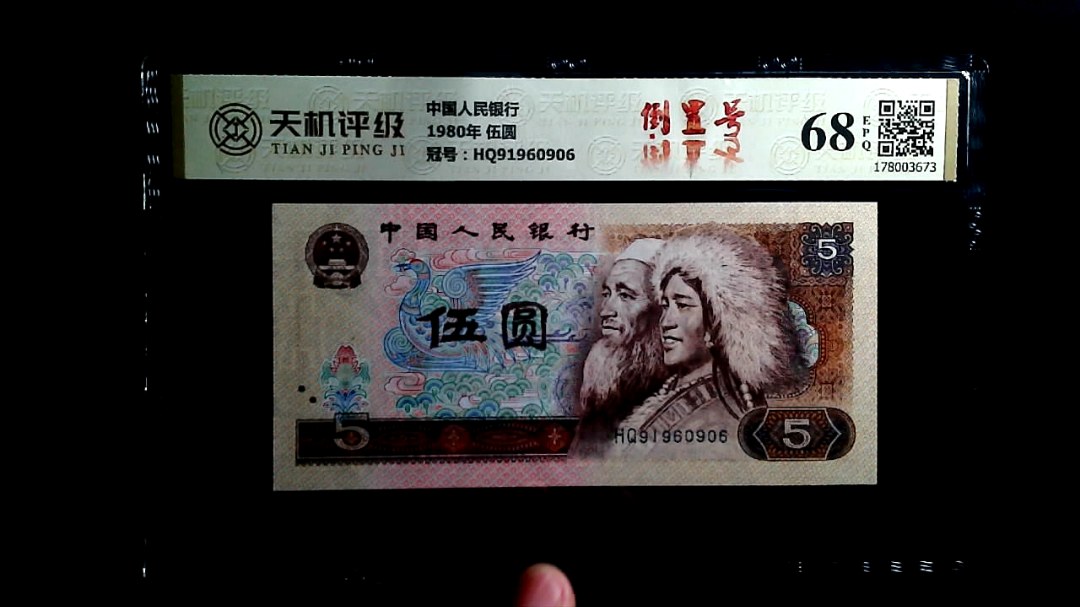 天机评级
TIAN JI PING JI
中国人民银行
1980年 伍圆
冠号：HQ91960906
倒置号
68
EPQ
178003673
中国人民银行
5
伍圆
5
HQ91960906
5